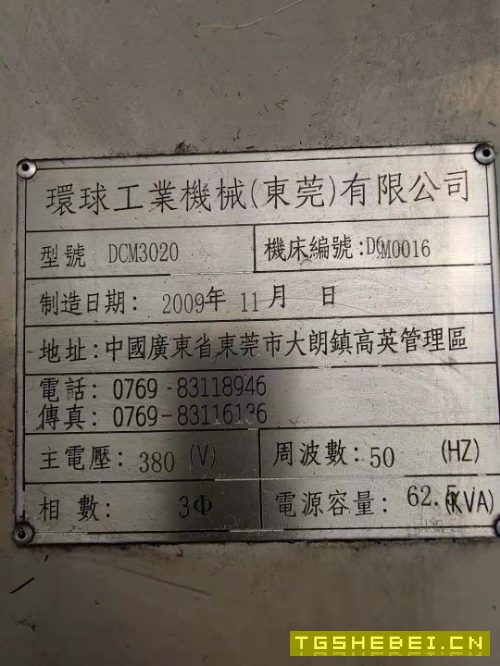 環球工業機械(東莞)有限公司
型號 DCM3020 機床編號:DCM0016
制造日期: 2009年 11月 日
地址:中國廣東省東莞市大朗鎮高英管理區
電話: 0769-83118946
傳真: 0769-83116136
主電壓: 380 (V) 周波數: 50 (HZ)
相數: 3Φ 電源容量: 62.5(KVA)
TGSHEBEI.CN